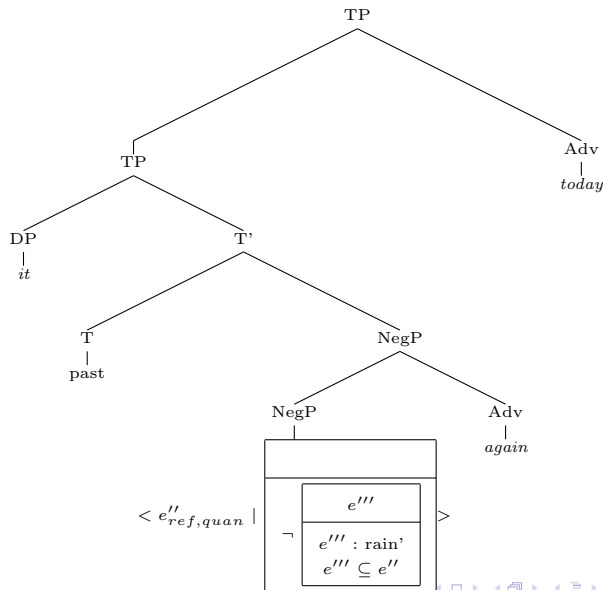 TP
TP Adv
today
DP T'
it
T NegP
past
NegP Adv
again
< e''_{ref,quan} | e''' >
¬ e''' : rain'
e''' ⊆ e''